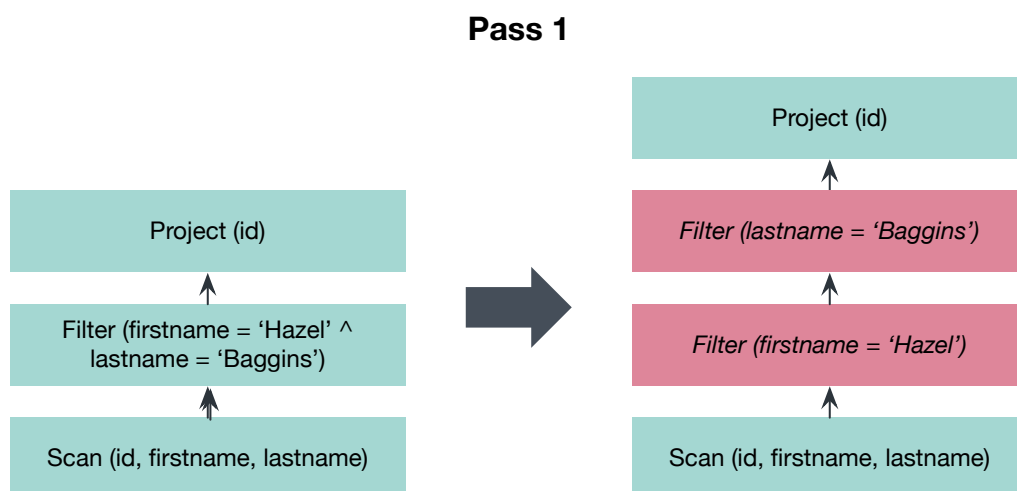 Pass 1
Project (id)
Filter (firstname = ‘Hazel’ ^
lastname = ‘Baggins’)
Scan (id, firstname, lastname)
Project (id)
Filter (lastname = ‘Baggins’)
Filter (firstname = ‘Hazel’)
Scan (id, firstname, lastname)